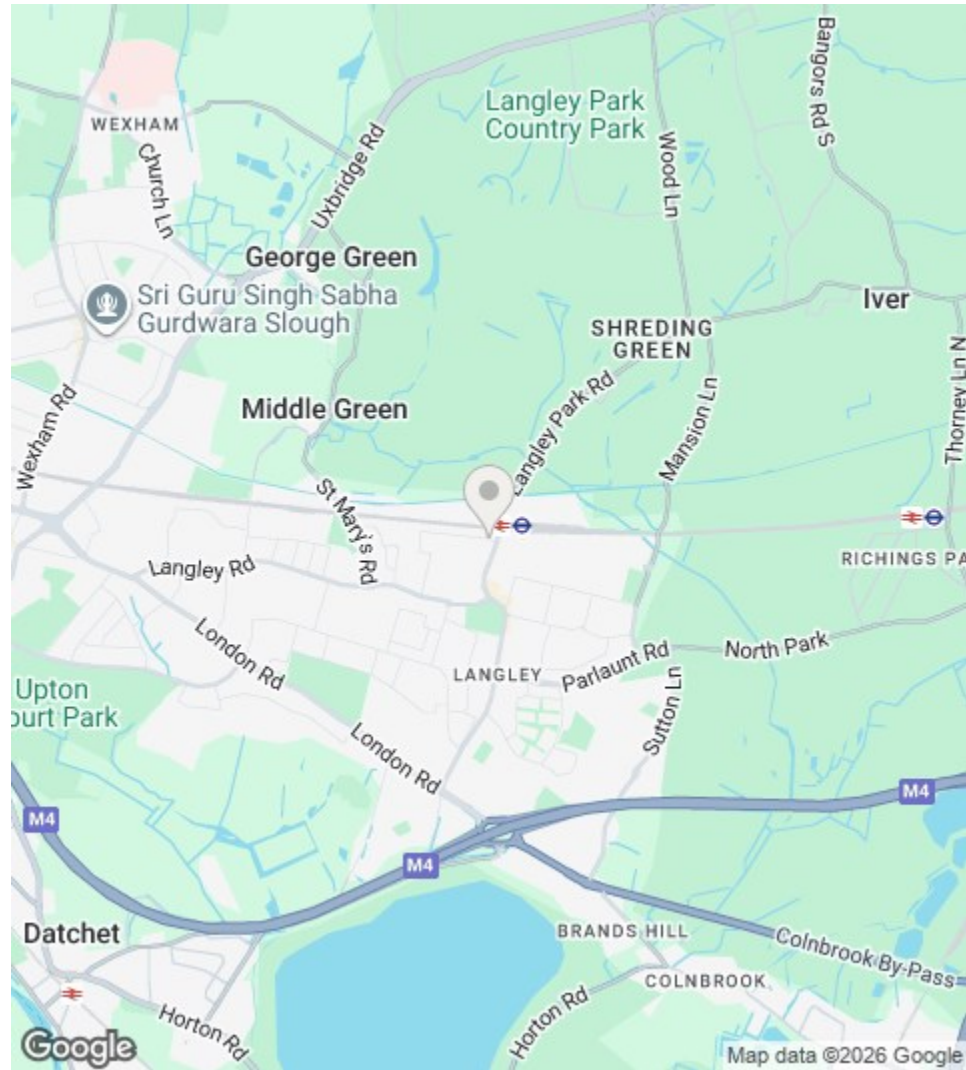 Langley Park
Country Park
Bangors Rd S
WEXHAM
Church Ln
Uxbridge Rd
Wood Ln
George Green
Sri Guru Singh Sabha
Gurdwara Slough
Iver
SHREDING
GREEN
Thorney Ln N
Wexham Rd
Middle Green
Langley Park Rd
Mansion Ln
St Mary's Rd
Langley Rd
RICHINGS PA
London Rd
North Park
Parlaunt Rd
LANGLEY
Upton
ourt Park
Sutton Ln
London Rd
M4
M4
M4
Datchet
BRANDS HILL
Colnbrook By-Pass
COLNBROOK
Horton Rd
Horton Rd
Google
Map data ©2026 Google